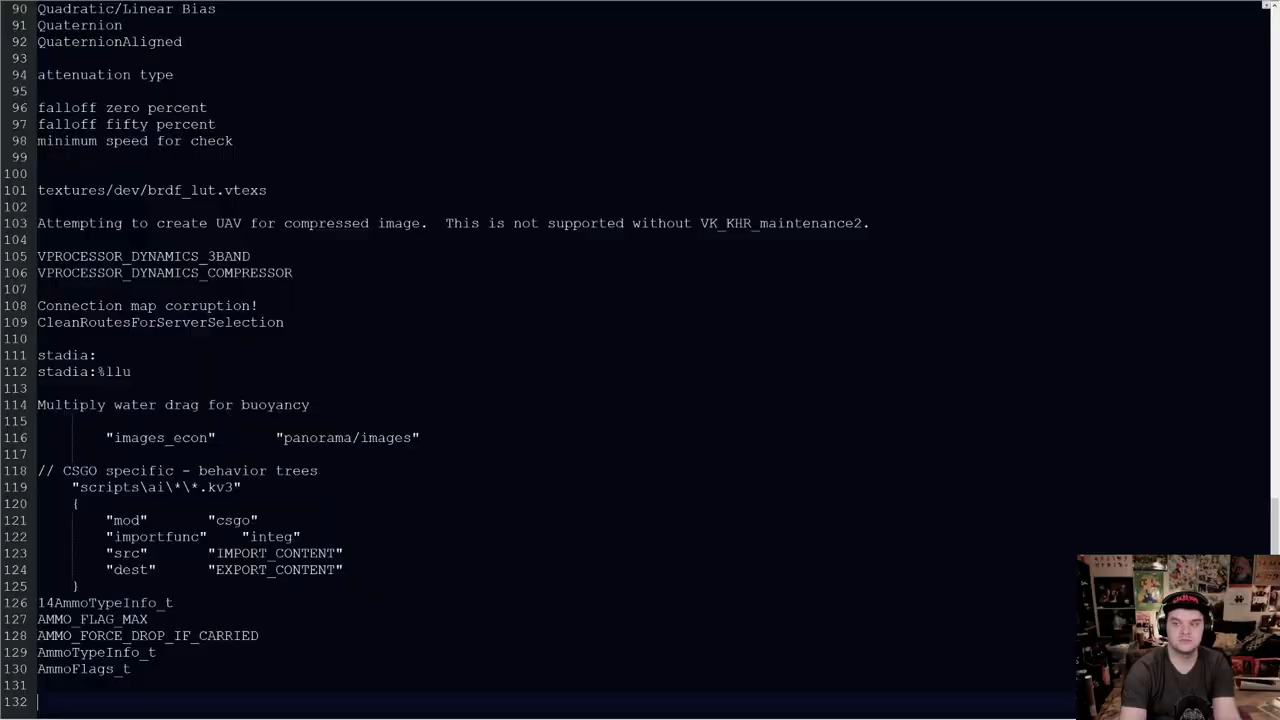 90 Quadratic/Linear Bias
91 Quaternion
92 QuaternionAligned
93
94 attenuation type
95
96 falloff zero percent
97 falloff fifty percent
98 minimum speed for check
99
100
101 textures/dev/brdf_lut.vtexs
102
103 Attempting to create UAV for compressed image.  This is not supported without VK_KHR_maintenance2.
104
105 VPROCESSOR_DYNAMICS_3BAND
106 VPROCESSOR_DYNAMICS_COMPRESSOR
107
108 Connection map corruption!
109 CleanRoutesForServerSelection
110
111 stadia:
112 stadia:%llu
113
114 Multiply water drag for buoyancy
115
116 "images_econ" "panorama/images"
117
118 // CSGO specific - behavior trees
119 "scripts\ai\*\*.kv3"
120 {
121 "mod" "csgo"
122 "importfunc" "integ"
123 "src" "IMPORT_CONTENT"
124 "dest" "EXPORT_CONTENT"
125 }
126 14AmmoTypeInfo_t
127 AMMO_FLAG_MAX
128 AMMO_FORCE_DROP_IF_CARRIED
129 AmmoTypeInfo_t
130 AmmoFlags_t
131
132